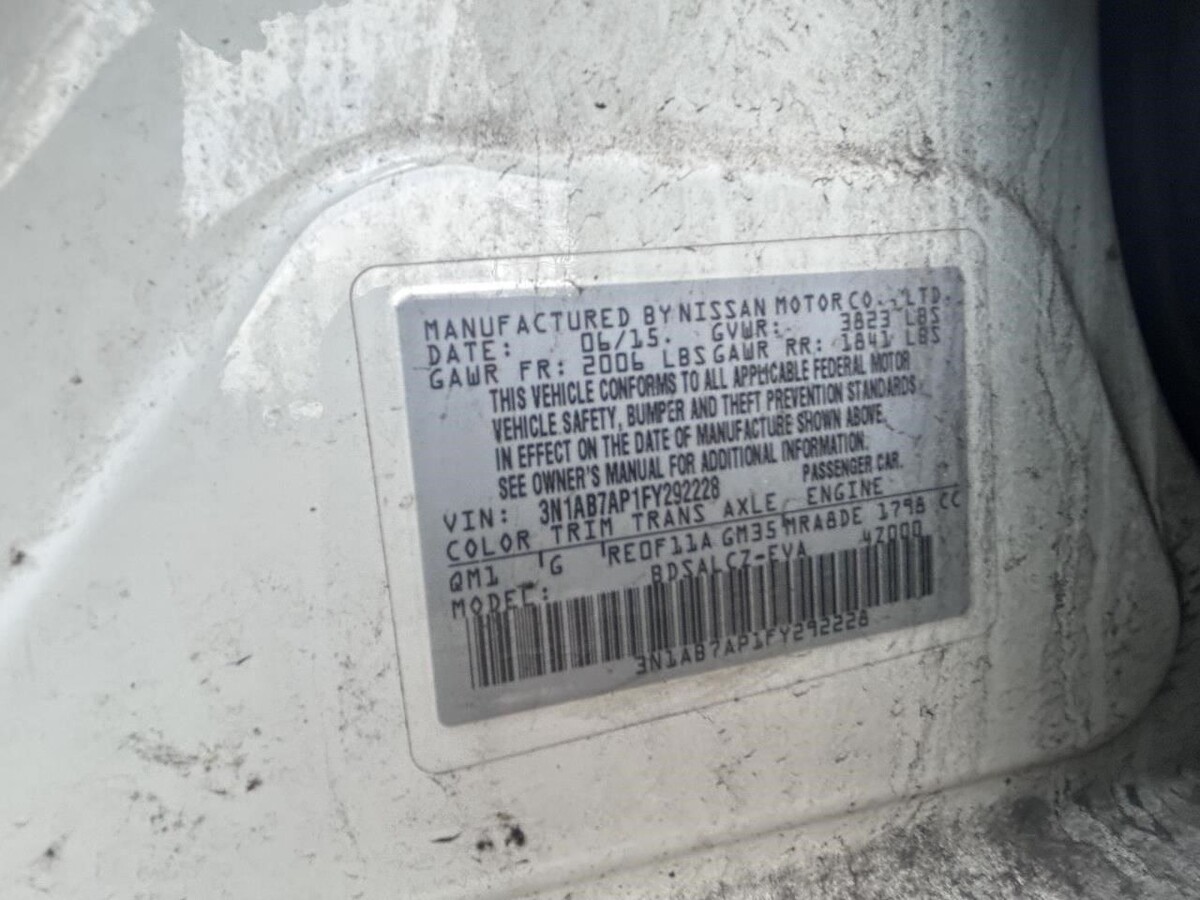 MANUFACTURED BY NISSAN MOTOR CO., LTD.
DATE: 06/15. GVWR: 3823 LBS
GAWR FR: 2006 LBS GAWR RR: 1841 LBS
THIS VEHICLE CONFORMS TO ALL APPLICABLE FEDERAL MOTOR
VEHICLE SAFETY, BUMPER AND THEFT PREVENTION STANDARDS
IN EFFECT ON THE DATE OF MANUFACTURE SHOWN ABOVE.
SEE OWNER'S MANUAL FOR ADDITIONAL INFORMATION.
VIN: 3N1AB7AP1FY292228 PASSENGER CAR.
COLOR TRIM TRANS AXLE ENGINE
QM1 G RE0F11A GM35 MRA8DE 1798 CC
MODEL: BDSALCZ-EVA 47000
3N1AB7AP1FY292228